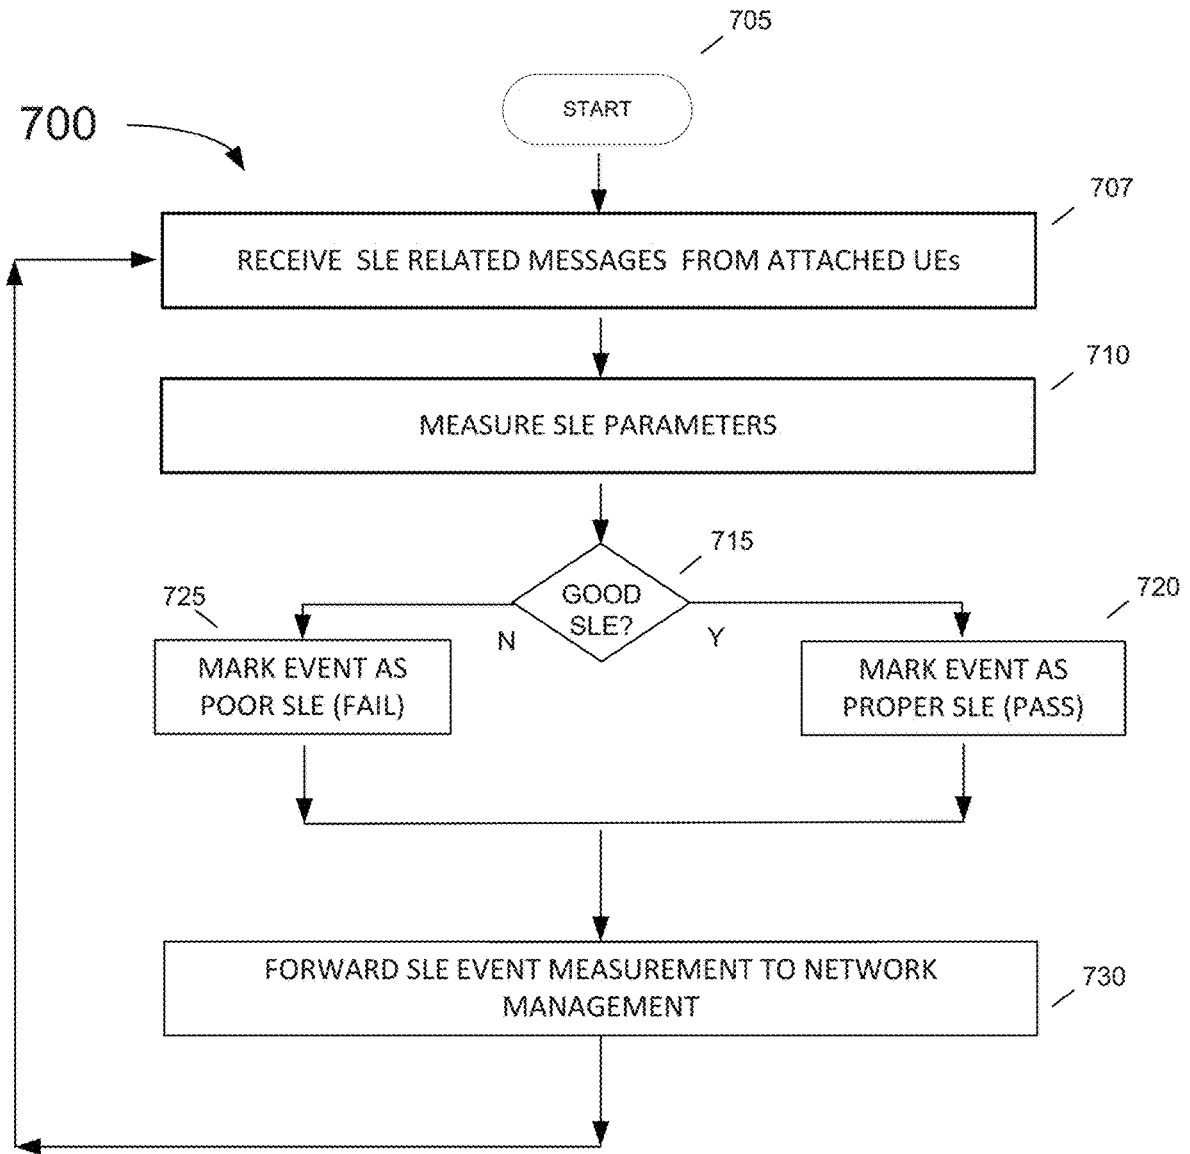 705
START
700
707
RECEIVE SLE RELATED MESSAGES FROM ATTACHED UEs
710
MEASURE SLE PARAMETERS
715
GOOD
SLE?
N
Y
725
MARK EVENT AS
POOR SLE (FAIL)
720
MARK EVENT AS
PROPER SLE (PASS)
FORWARD SLE EVENT MEASUREMENT TO NETWORK
MANAGEMENT
730